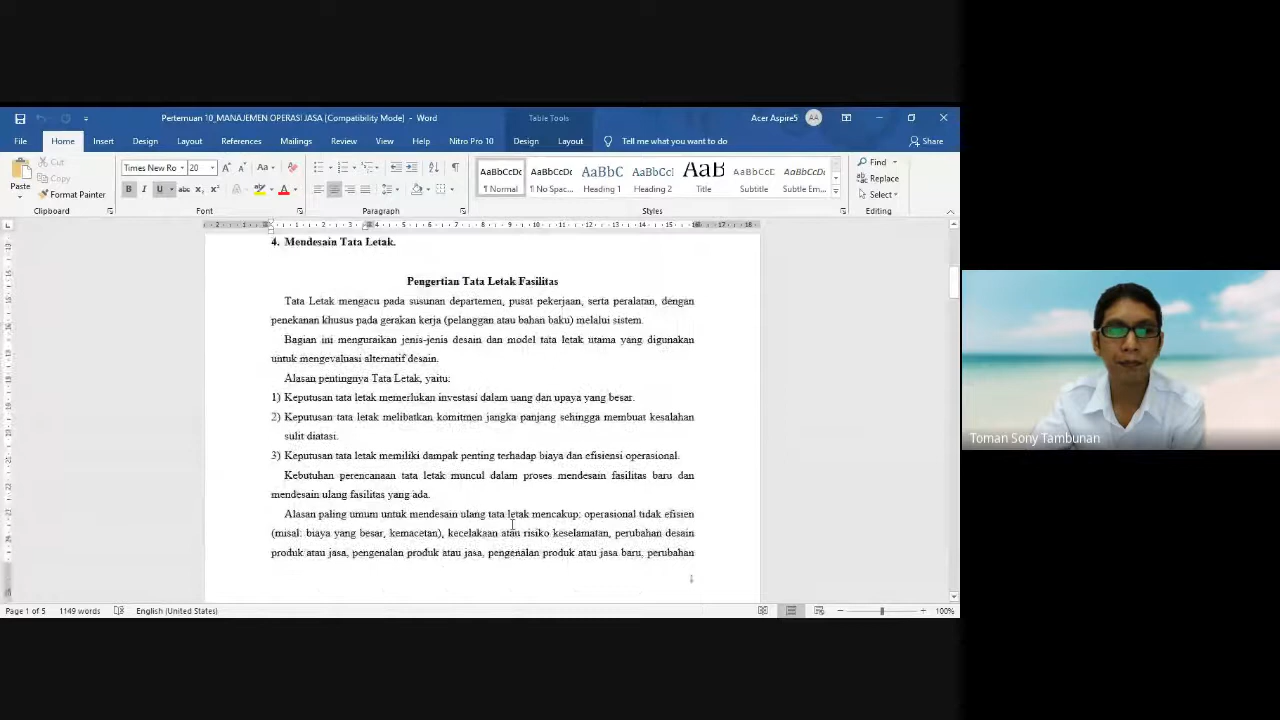 Pertemuan 10_MANAJEMEN OPERASI JASA [Compatibility Mode] - Word
Table Tools
Acer Aspire5
AA
File
Home
Insert
Design
Layout
References
Mailings
Review
View
Help
Nitro Pro 10
Design
Layout
Tell me what you want to do
Share
Paste
Cut
Copy
Format Painter
Clipboard
Times New Ro
20
Font
Paragraph
AaBbCcDc
¶ Normal
AaBbCcDc
¶ No Spac...
AaBbC
Heading 1
AaBbCcI
Heading 2
AaB
Title
AaBbCcD
Subtitle
AaBbCcDc
Subtle Em...
Styles
Find
Replace
Select
Editing
4. Mendesain Tata Letak.
Pengertian Tata Letak Fasilitas
Tata Letak mengacu pada susunan departemen, pusat pekerjaan, serta peralatan, dengan
penekanan khusus pada gerakan kerja (pelanggan atau bahan baku) melalui sistem.
Bagian ini menguraikan jenis-jenis desain dan model tata letak utama yang digunakan
untuk mengevaluasi alternatif desain.
Alasan pentingnya Tata Letak, yaitu:
1) Keputusan tata letak memerlukan investasi dalam uang dan upaya yang besar.
2) Keputusan tata letak melibatkan komitmen jangka panjang sehingga membuat kesalahan
sulit diatasi.
3) Keputusan tata letak memiliki dampak penting terhadap biaya dan efisiensi operasional.
Kebutuhan perencanaan tata letak muncul dalam proses mendesain fasilitas baru dan
mendesain ulang fasilitas yang ada.
Alasan paling umum untuk mendesain ulang tata letak mencakup: operasional tidak efisien
(misal: biaya yang besar, kemacetan), kecelakaan atau risiko keselamatan, perubahan desain
produk atau jasa, pengenalan produk atau jasa, pengenalan produk atau jasa baru, perubahan
Page 1 of 5
1149 words
English (United States)
100%
Toman Sony Tambunan